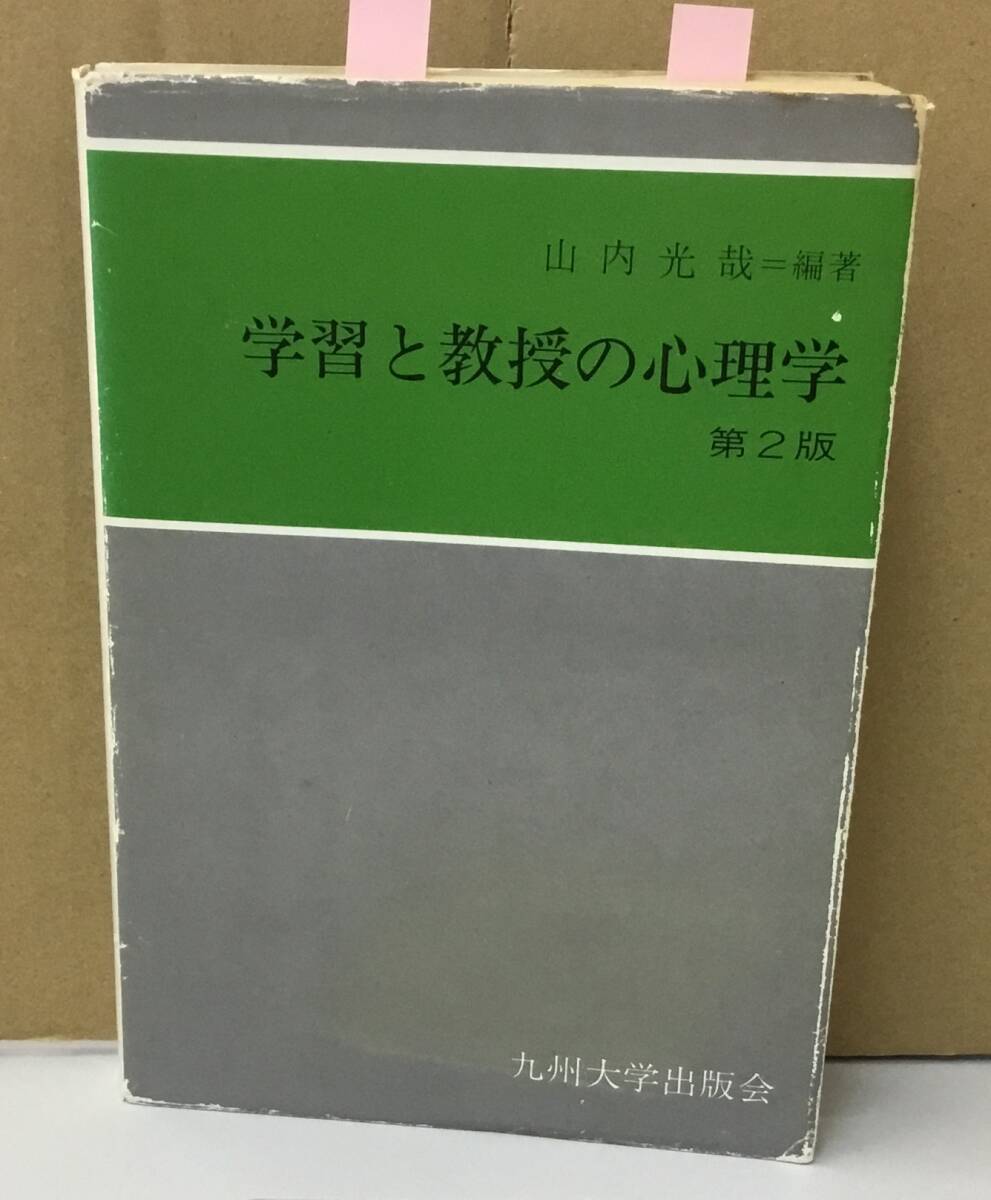 山内光哉=編著
学習と教授の心理学
第2版
九州大学出版会